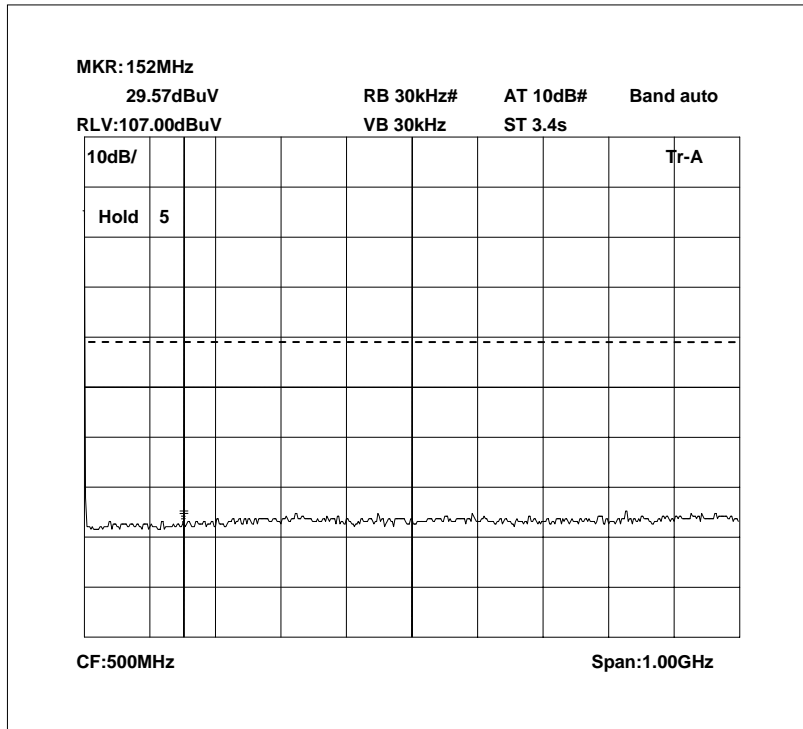 MKR: 152MHz
29.57dBuV RB 30kHz# AT 10dB# Band auto
RLV:107.00dBuV VB 30kHz ST 3.4s
10dB/ Tr-A
Hold 5
CF:500MHz Span:1.00GHz